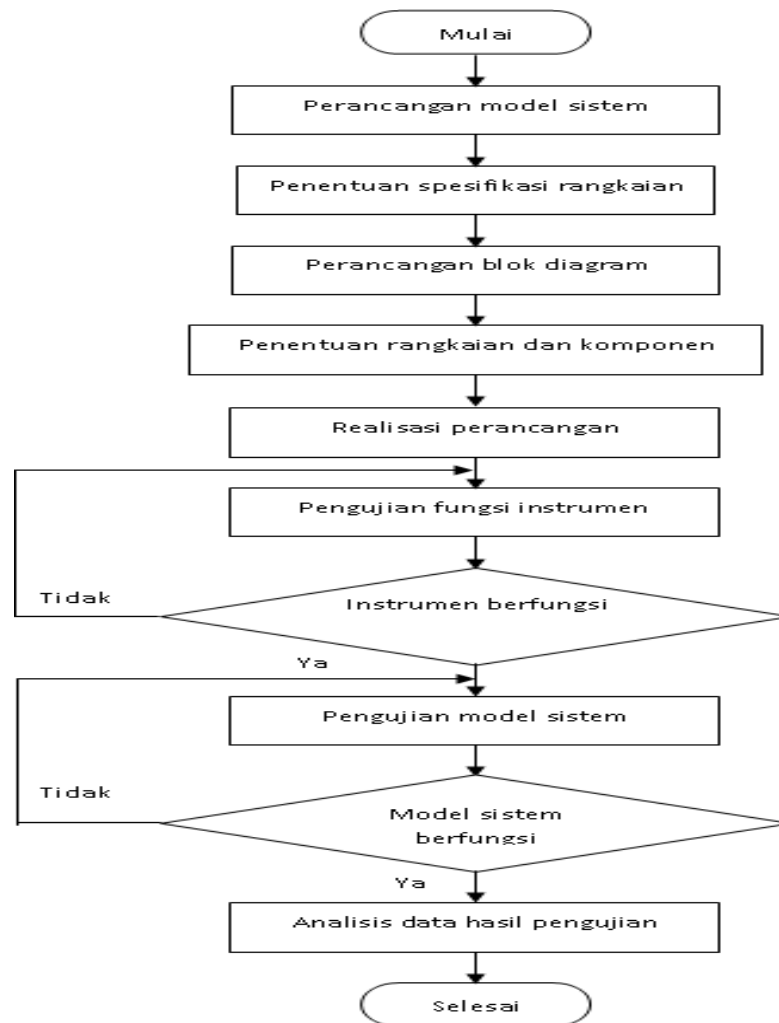 Mulai
Perancangan model sistem
Penentuan spesifikasi rangkaian
Perancangan blok diagram
Penentuan rangkaian dan komponen
Realisasi perancangan
Pengujian fungsi instrumen
Tidak
Instrumen berfungsi
Ya
Pengujian model sistem
Tidak
Model sistem
berfungsi
Ya
Analisis data hasil pengujian
Selesai